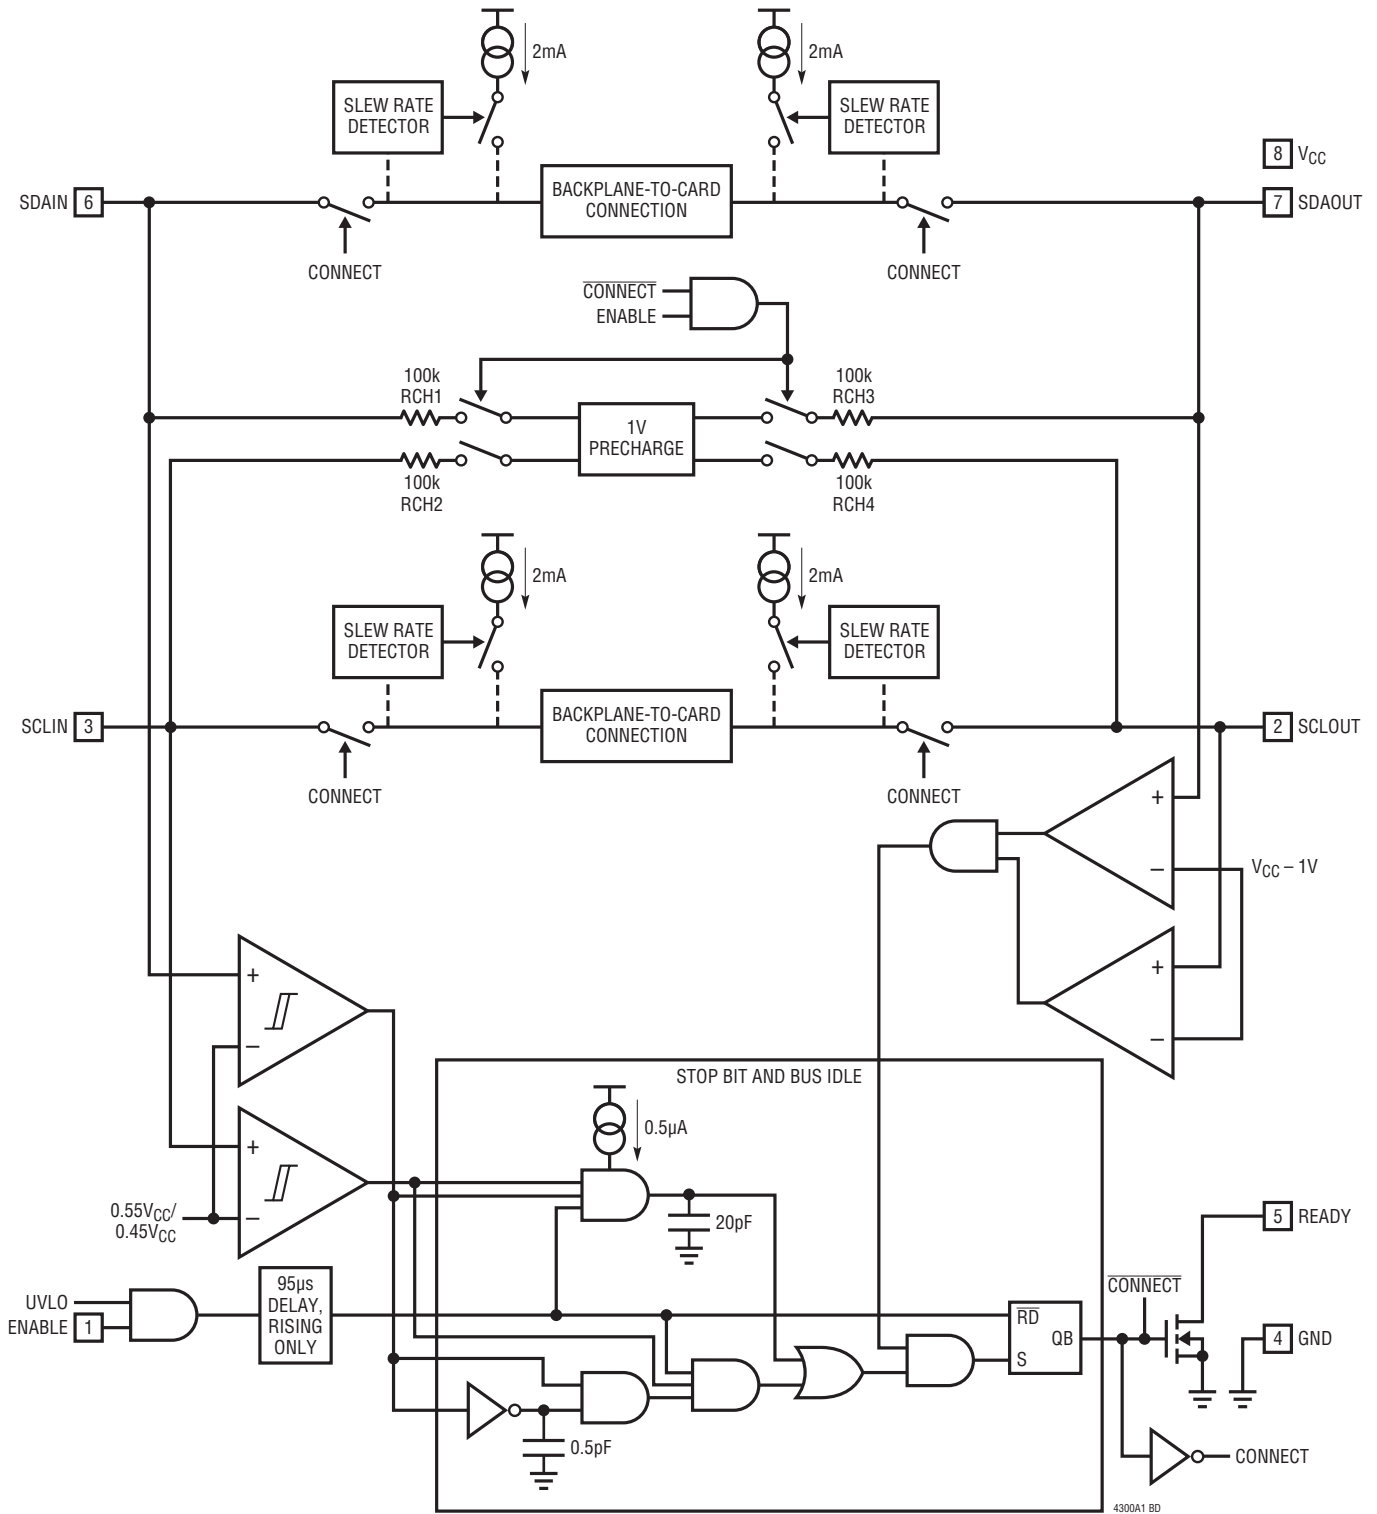 2mA
2mA
SLEW RATE
DETECTOR
SLEW RATE
DETECTOR
8 VCC
SDAIN 6
BACKPLANE-TO-CARD
CONNECTION
7 SDAOUT
CONNECT
CONNECT
CONNECT
ENABLE
100k
RCH1
100k
RCH3
1V
PRECHARGE
100k
RCH2
100k
RCH4
2mA
2mA
SLEW RATE
DETECTOR
SLEW RATE
DETECTOR
SCLIN 3
BACKPLANE-TO-CARD
CONNECTION
2 SCLOUT
CONNECT
CONNECT
+
–
VCC – 1V
+
–
+
–
STOP BIT AND BUS IDLE
0.5µA
+
–
0.55VCC/
0.45VCC
20pF
5 READY
UVLO
ENABLE 1
95µs
DELAY,
RISING
ONLY
CONNECT
RD
QB
S
4 GND
0.5pF
CONNECT
4300A1 BD